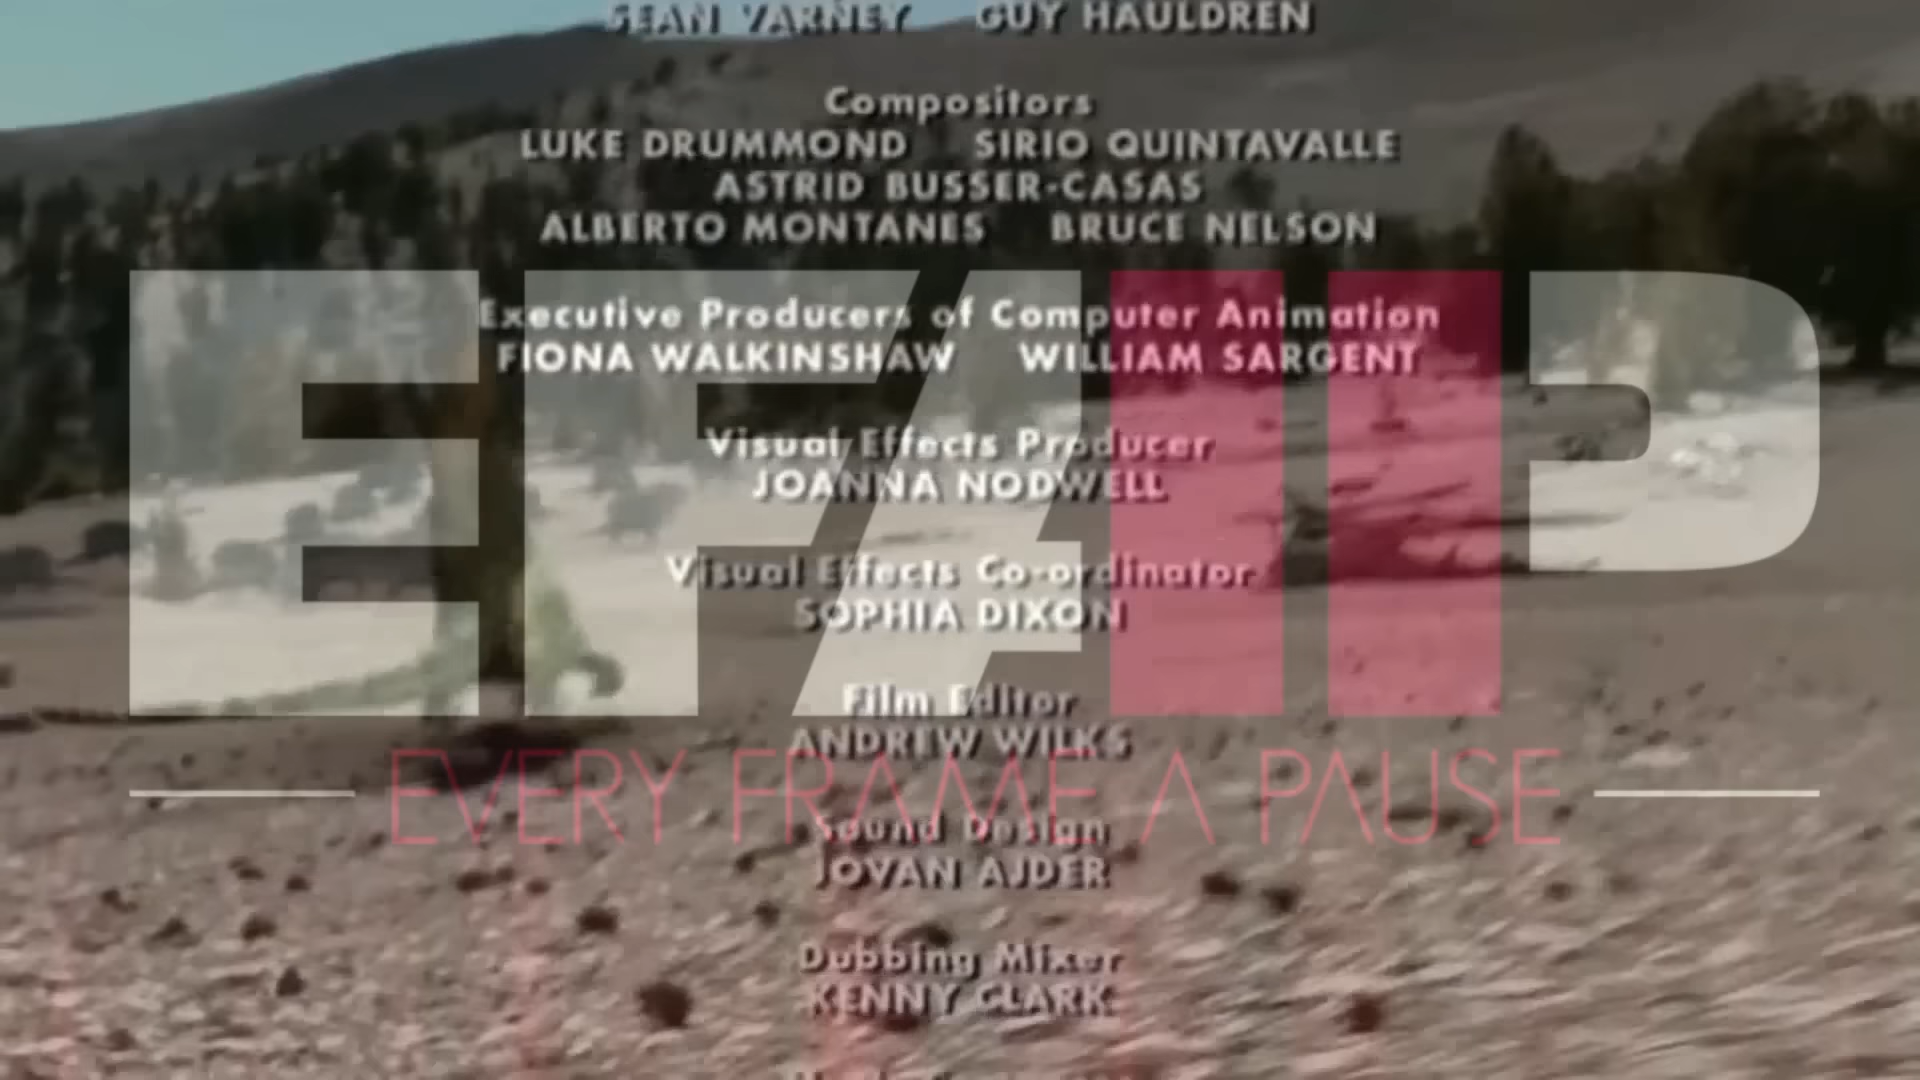 SEAN VARNEY GUY HAULDREN
Compositors
LUKE DRUMMOND SIRIO QUINTAVALLE
ASTRID BUSSER-CASAS
ALBERTO MONTANES BRUCE NELSON
Executive Producers of Computer Animation
FIONA WALKINSHAW WILLIAM SARGENT
Visual Effects Producer
JOANNA NODWELL
Visual Effects Co-ordinator
SOPHIA DIXON
EFAP
Film Editor
ANDREW WILKS
EVERY FRAME A PAUSE
Sound Design
JOVAN AJDER
Dubbing Mixer
KENNY CLARK